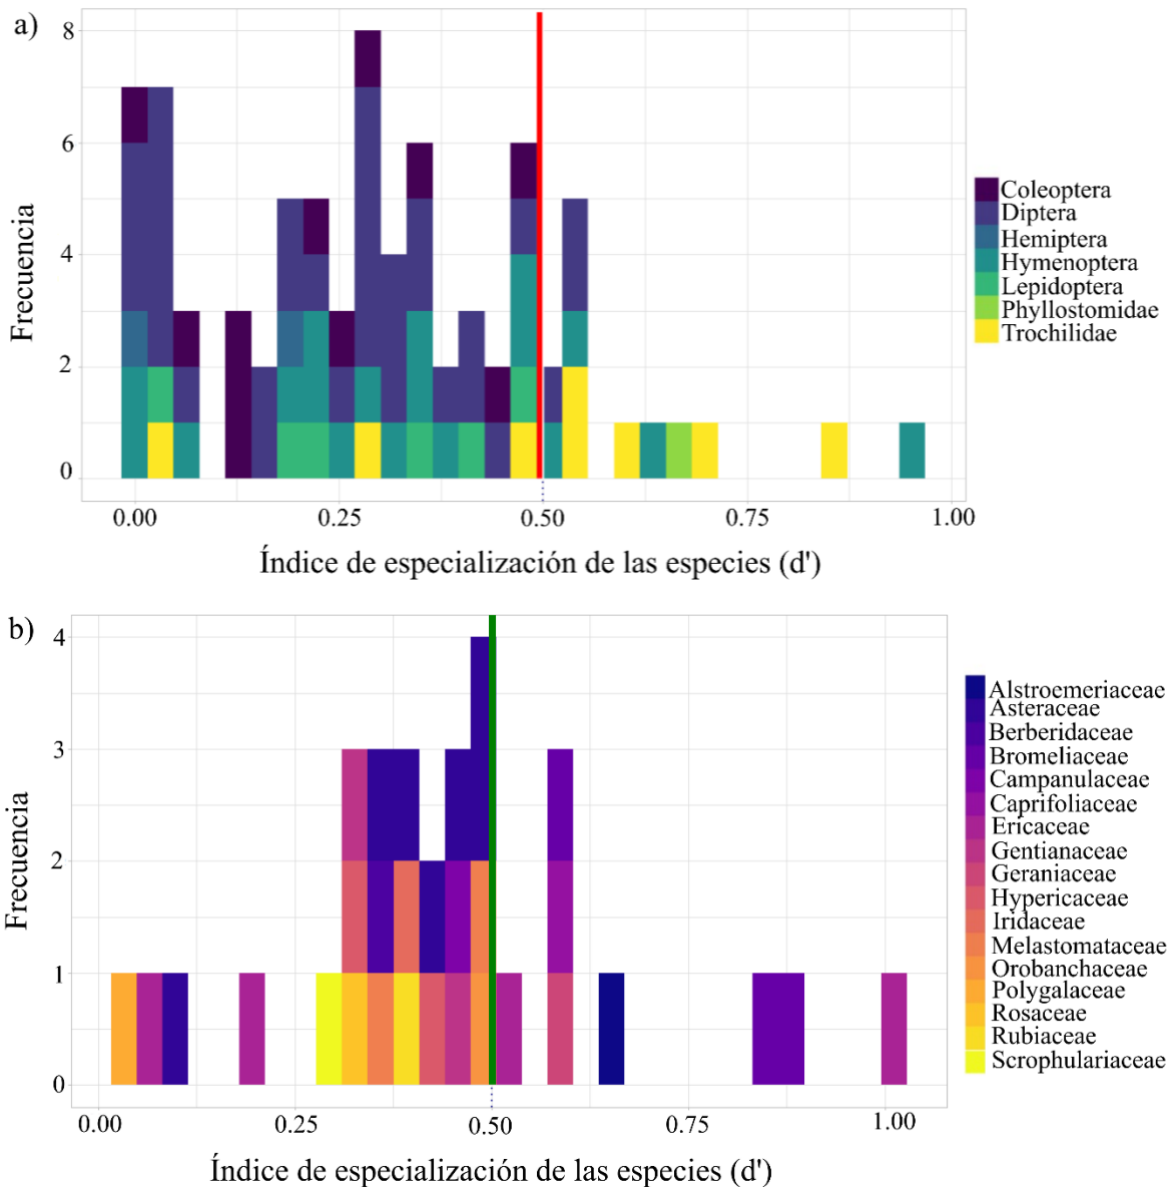 a)
8
6
4
2
0
Frecuencia
0.00 0.25 0.50 0.75 1.00
Índice de especialización de las especies (d')
Coleoptera
Diptera
Hemiptera
Hymenoptera
Lepidoptera
Phyllostomidae
Trochilidae
b)
4
3
2
1
0
Frecuencia
0.00 0.25 0.50 0.75 1.00
Índice de especialización de las especies (d')
Alstroemeriaceae
Asteraceae
Berberidaceae
Bromeliaceae
Campanulaceae
Caprifoliaceae
Ericaceae
Gentianaceae
Geraniaceae
Hypericaceae
Iridaceae
Melastomataceae
Orobanchaceae
Polygalaceae
Rosaceae
Rubiaceae
Scrophulariaceae